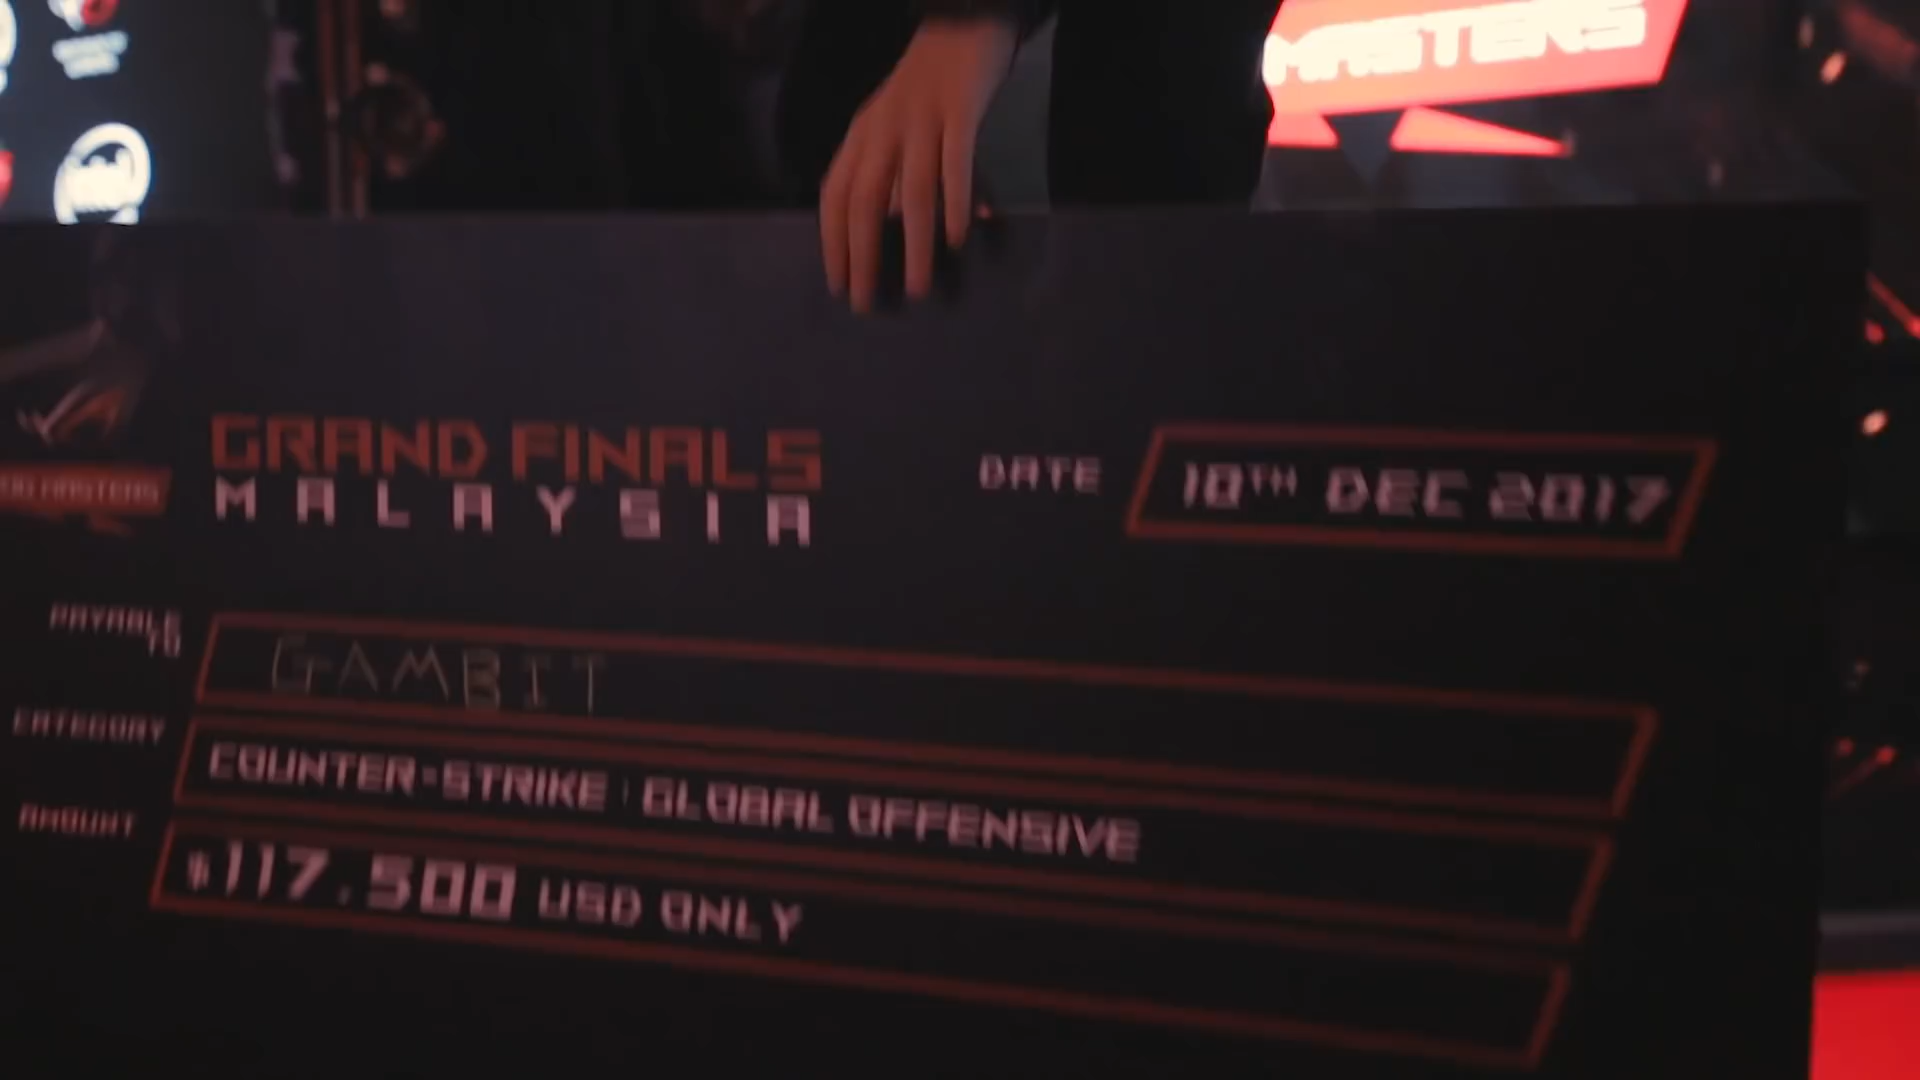 MASTERS
GRAND FINALS
MALAYSIA
DATE
10TH DEC 2017
PAYABLE
TO
GAMBIT
CATEGORY
COUNTER-STRIKE : GLOBAL OFFENSIVE
AMOUNT
$117,500 USD ONLY